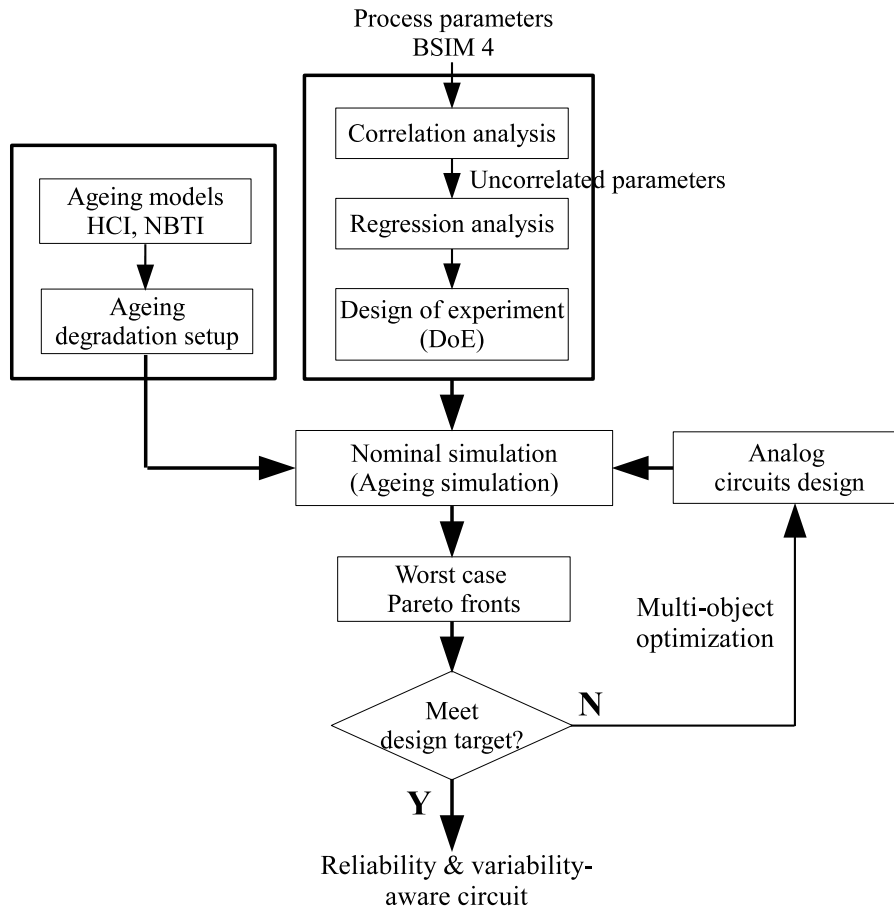 Process parameters
BSIM 4
Correlation analysis
Uncorrelated parameters
Regression analysis
Design of experiment
(DoE)
Ageing models
HCI, NBTI
Ageing
degradation setup
Nominal simulation
(Ageing simulation)
Analog
circuits design
Worst case
Pareto fronts
Multi-object
optimization
Meet
design target?
N
Y
Reliability & variability-
aware circuit